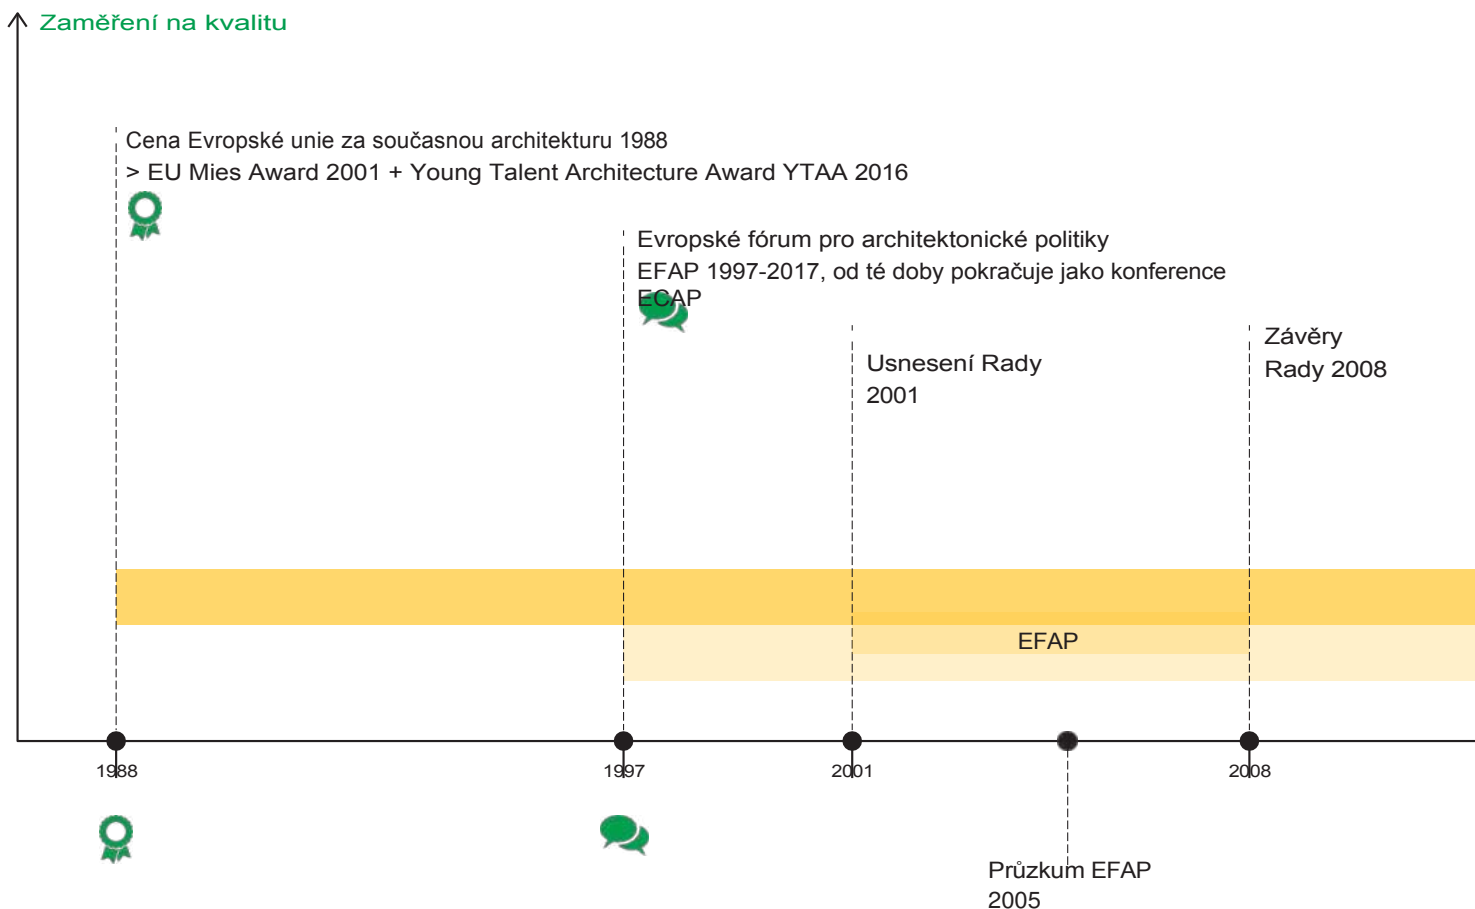 Zaměření na kvalitu
Cena Evropské unie za současnou architekturu 1988
> EU Mies Award 2001 + Young Talent Architecture Award YTAA 2016
Evropské fórum pro architektonické politiky
EFAP 1997-2017, od té doby pokračuje jako konference
ECAP
Usnesení Rady
2001
Závěry
Rady 2008
EFAP
1988
1997
2001
2008
Průzkum EFAP
2005